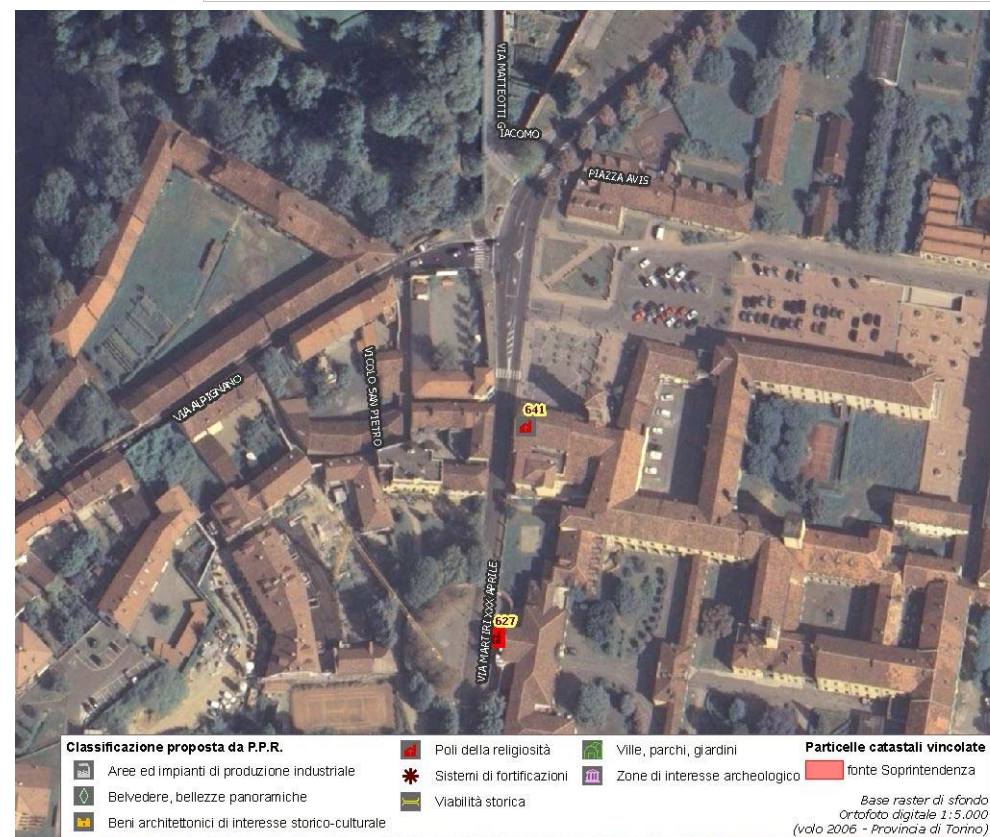 VIA MATTEOTTI GIACOMO
PIAZZA AVIS
VIA ALPIGNANO
VICOLO SAN PIETRO
641
VIA MARTIRI XXX APRILE
627
Classificazione proposta da P.P.R.
Aree ed impianti di produzione industriale
Belvedere, bellezze panoramiche
Beni architettonici di interesse storico-culturale
Poli della religiosità
Sistemi di fortificazioni
Viabilità storica
Ville, parchi, giardini
Zone di interesse archeologico
Particelle catastali vincolate
fonte Soprintendenza
Base raster di sfondo
Ortofoto digitale 1:5.000
(volo 2006 - Provincia di Torino)